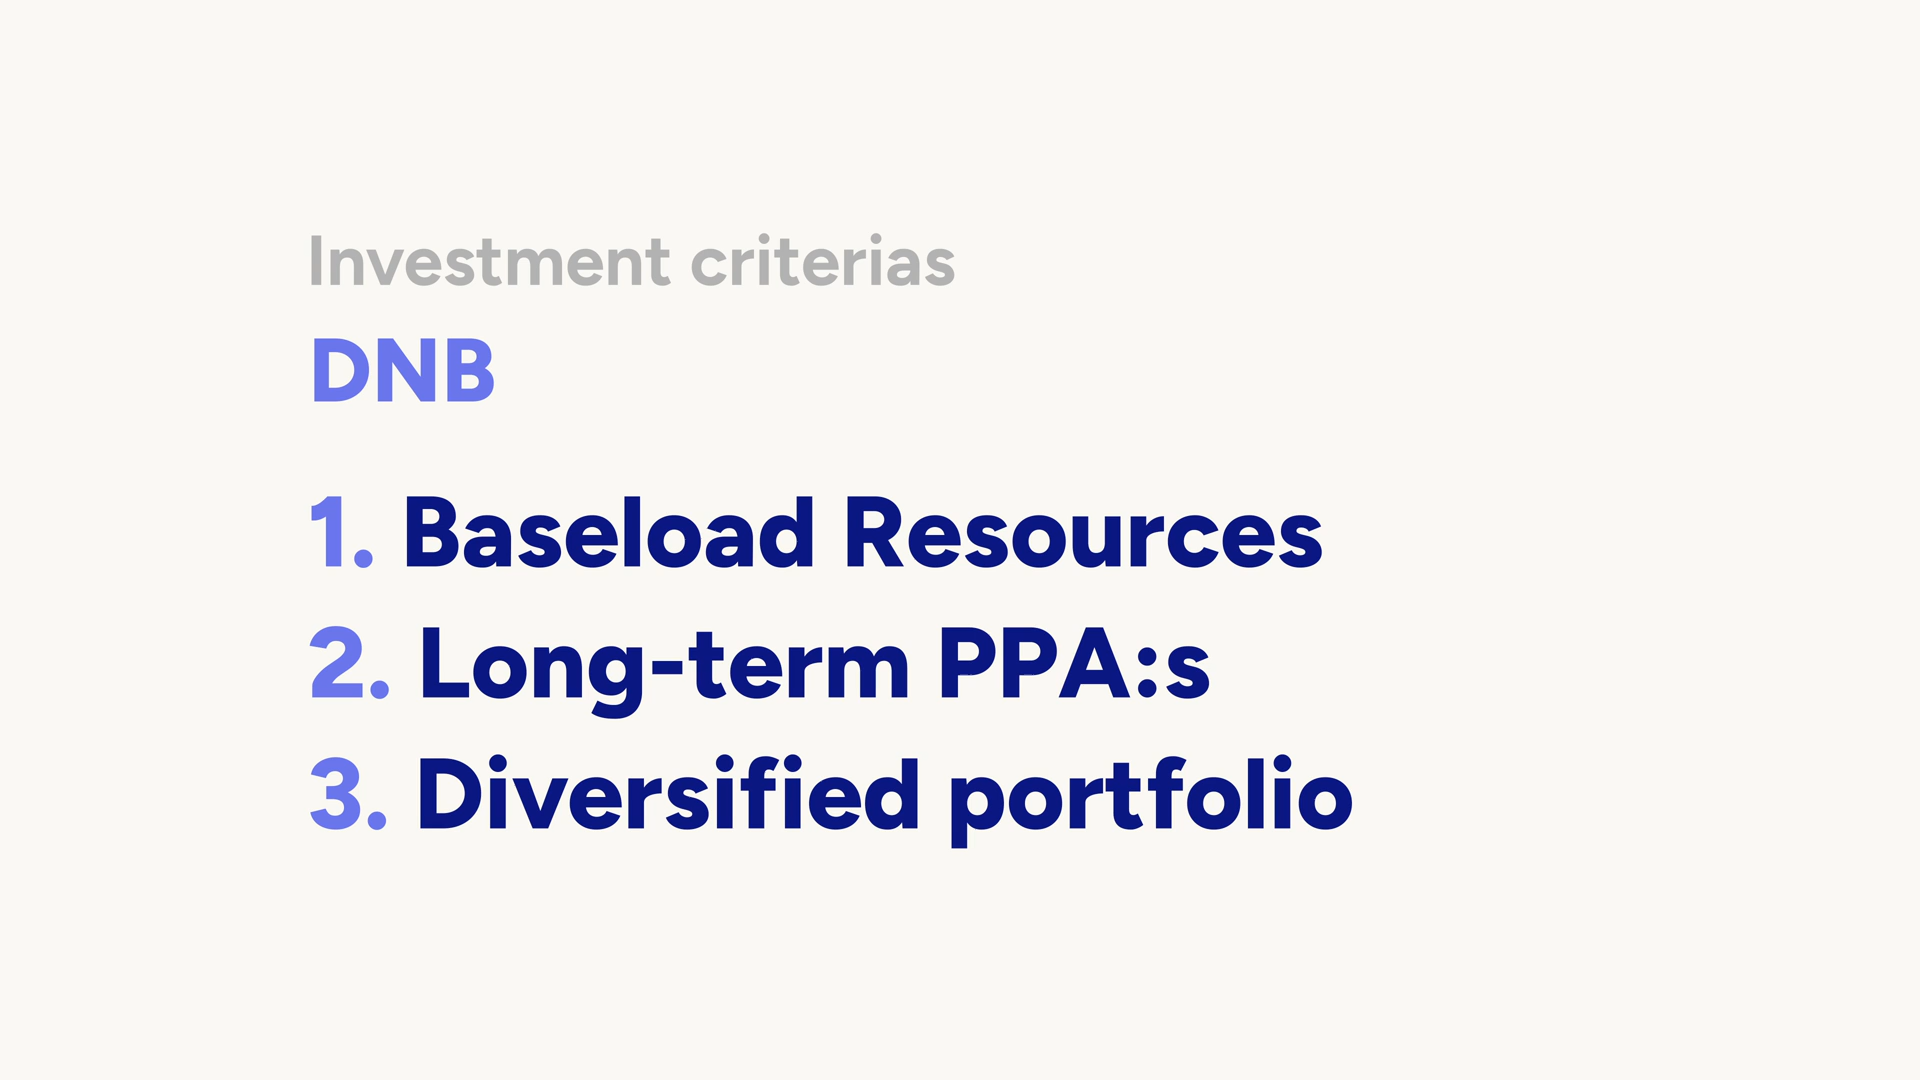 Investment criterias
DNB
1. Baseload Resources
2. Long-term PPA:s
3. Diversified portfolio